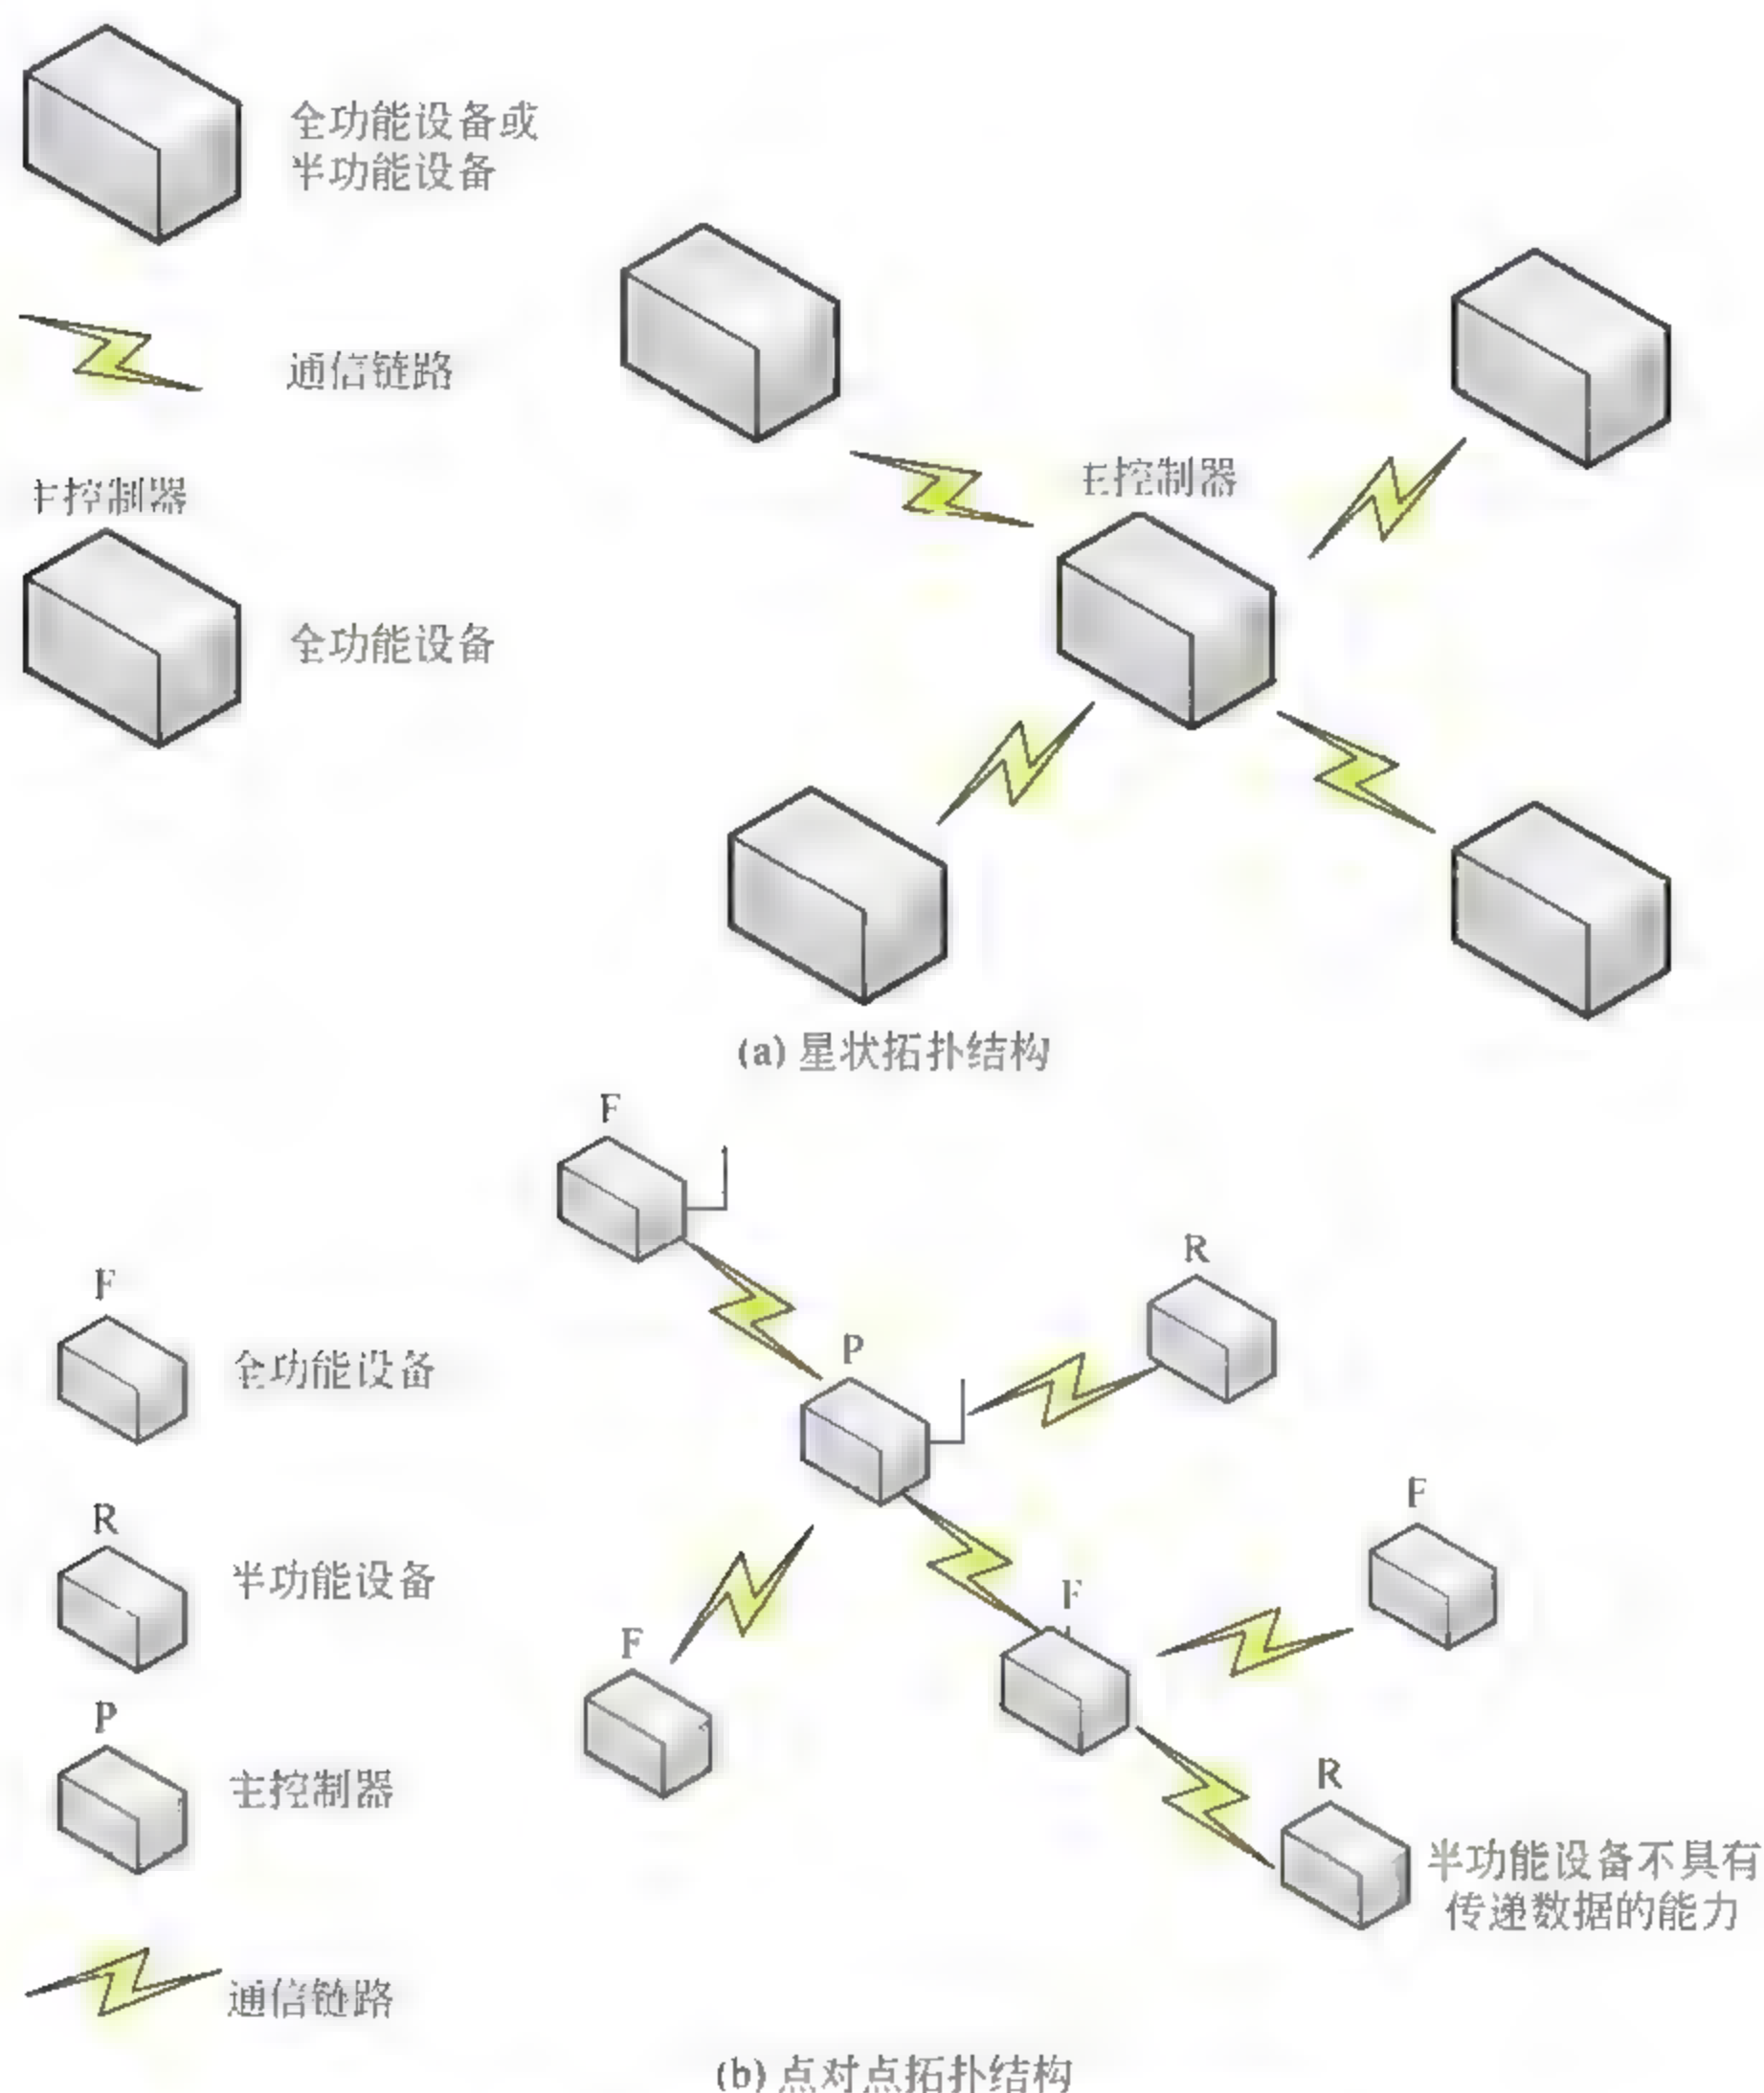 全功能设备或
半功能设备
通信链路
主控制器
全功能设备
主控制器
(a) 星状拓扑结构
F
全功能设备
R
半功能设备
P
主控制器
通信链路
F
R
P
F
F
F
R
半功能设备不具有
传递数据的能力
(b) 点对点拓扑结构